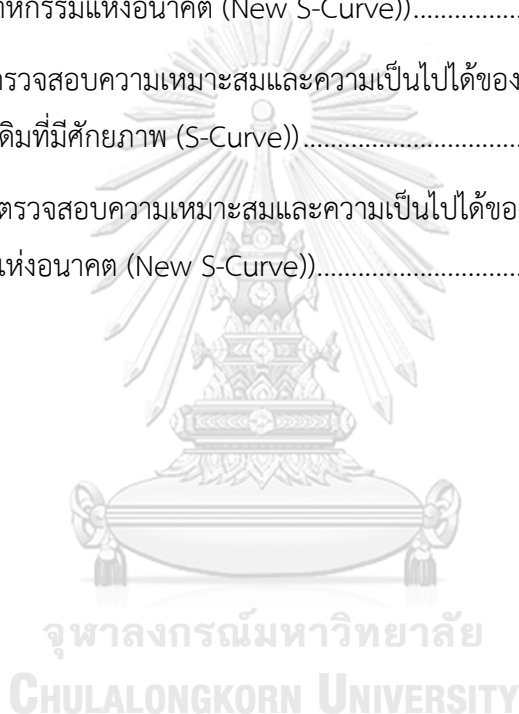 าหกรรมแห่งอนาคต (New S-Curve))........................
ตรวจสอบความเหมาะสมและความเป็นไปได้ของ
ดิมที่มีศักยภาพ (S-Curve))........................................
ตรวจสอบความเหมาะสมและความเป็นไปได้ขอ
แห่งอนาคต (New S-Curve))......................................
จุฬาลงกรณ์มหาวิทยาลัย
CHULALONGKORN UNIVERSITY